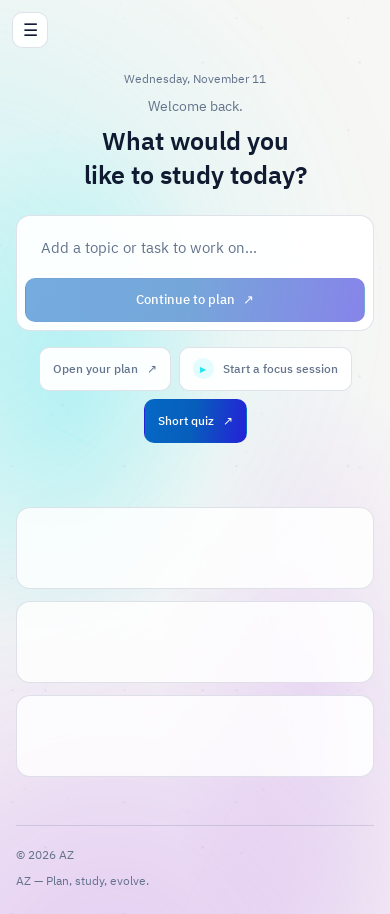 ☰
Wednesday, November 11
Welcome back.
What would you
like to study today?
Add a topic or task to work on...
Continue to plan ↗
Open your plan ↗
▶ Start a focus session
Short quiz ↗
© 2026 AZ
AZ — Plan, study, evolve.